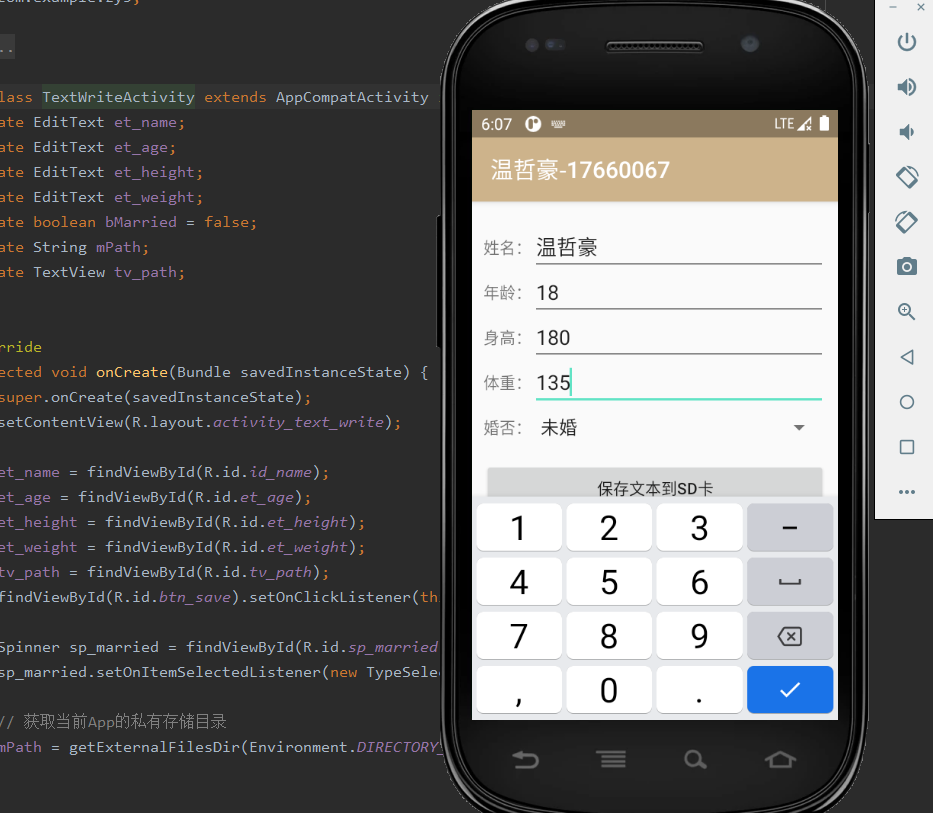 om.example.zys;
..
lass TextWriteActivity extends AppCompatActivity
ate EditText et_name;
ate EditText et_age;
ate EditText et_height;
ate EditText et_weight;
ate boolean bMarried = false;
ate String mPath;
ate TextView tv_path;
rride
ected void onCreate(Bundle savedInstanceState) {
super.onCreate(savedInstanceState);
setContentView(R.layout.activity_text_write);
et_name = findViewById(R.id.id_name);
et_age = findViewById(R.id.et_age);
et_height = findViewById(R.id.et_height);
et_weight = findViewById(R.id.et_weight);
tv_path = findViewById(R.id.tv_path);
findViewById(R.id.btn_save).setOnClickListener(thi
Spinner sp_married = findViewById(R.id.sp_married
sp_married.setOnItemSelectedListener(new TypeSele
// 获取当前App的私有存储目录
mPath = getExternalFilesDir(Environment.DIRECTORY_
6:07 LTE
温哲豪-17660067
姓名: 温哲豪
年龄: 18
身高: 180
体重: 135
婚否: 未婚
保存文本到SD卡
1 2 3 −
4 5 6
7 8 9
, 0 .